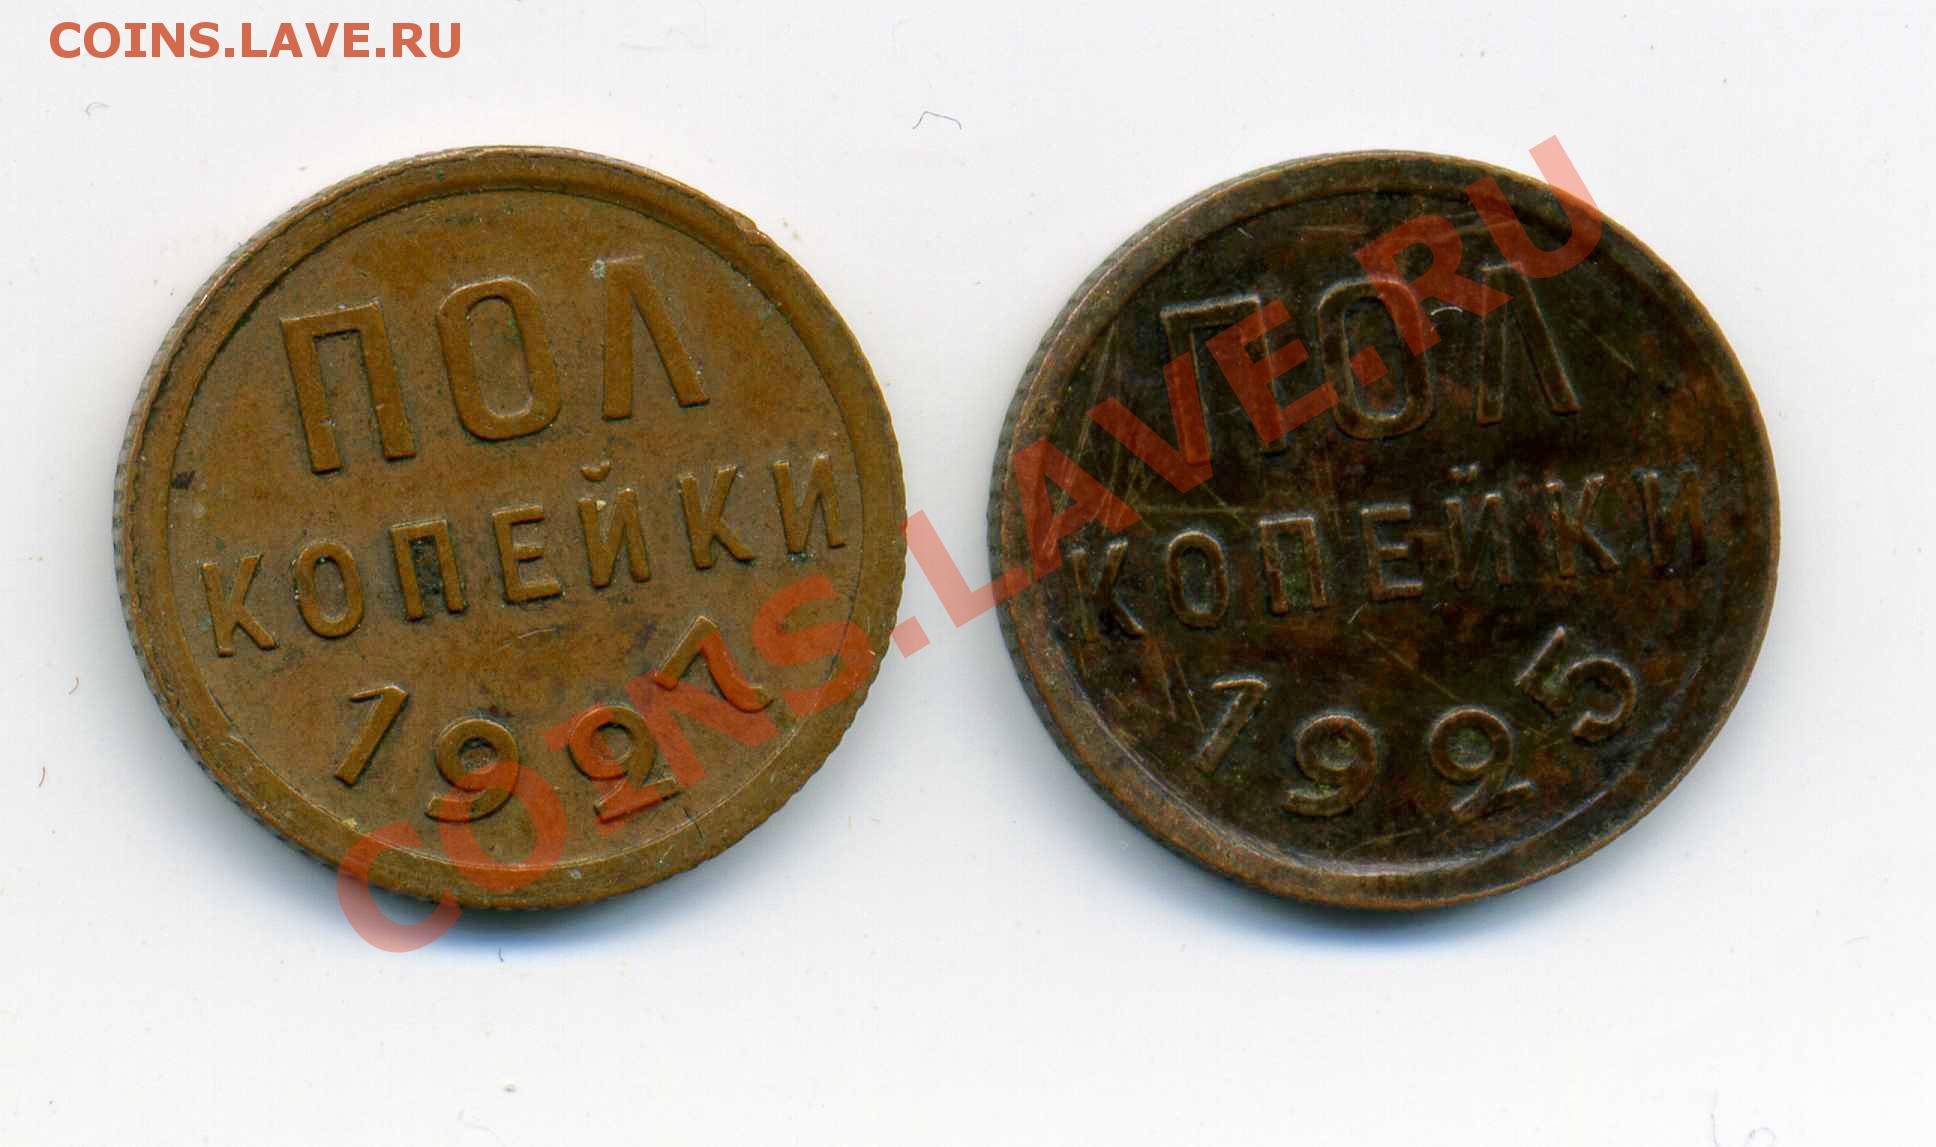 COINS.LAVE.RU
ПОЛ
КОПЕЙКИ
1927
ПОЛ
КОПЕЙКИ
1925
COINS.LAVE.RU